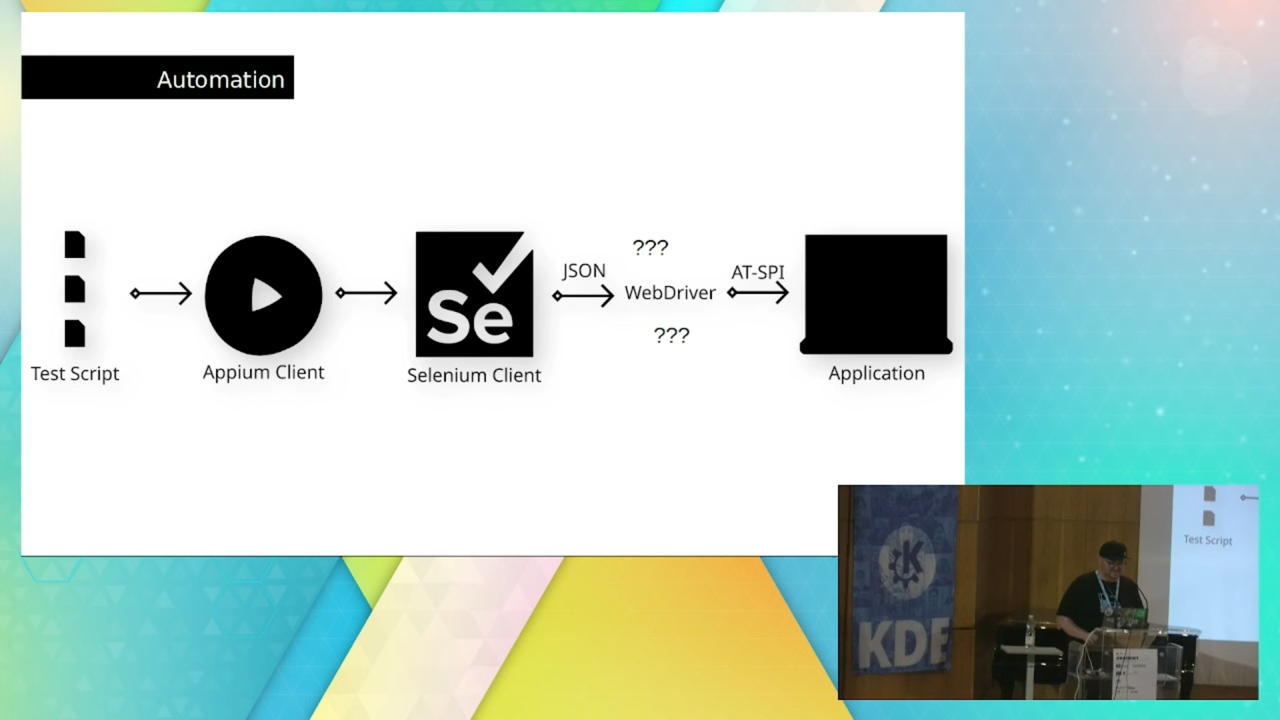 Automation
JSON
???
WebDriver
???
AT-SPI
Se
Test Script
Appium Client
Selenium Client
Application
K
KDE
Test Script